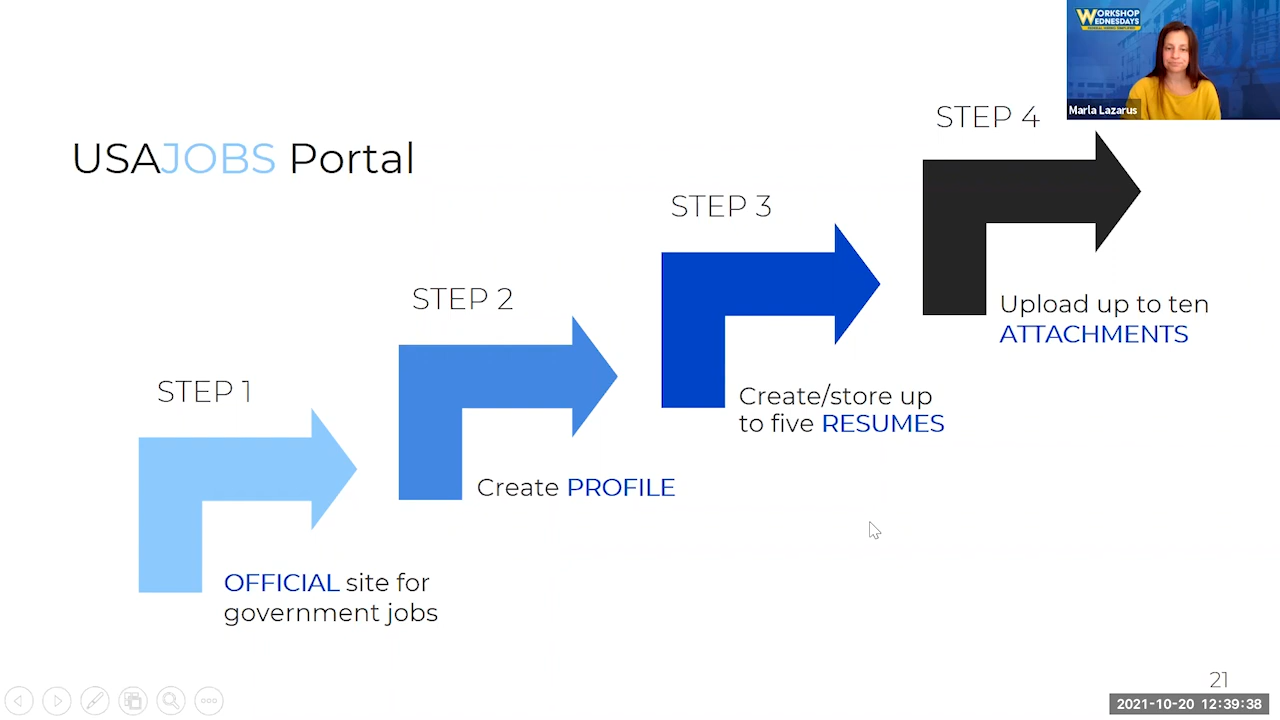 WORKSHOP
WEDNESDAYS
Marla Lazarus
USAJOBS Portal
STEP 1
OFFICIAL site for
government jobs
STEP 2
Create PROFILE
STEP 3
Create/store up
to five RESUMES
STEP 4
Upload up to ten
ATTACHMENTS
21
2021-10-20 12:39:38